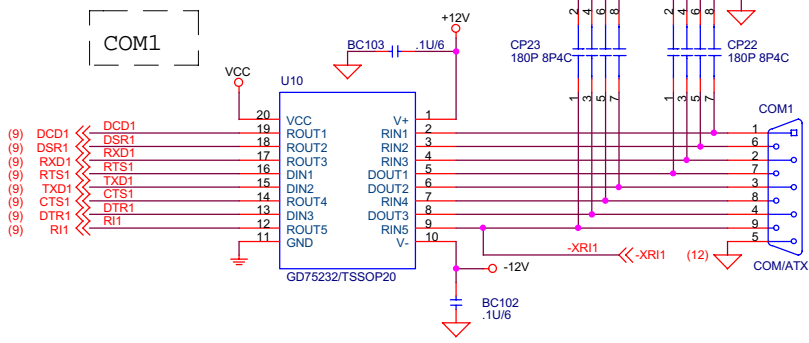 COM1
+12V
BC103
.1U/6
VCC
U10
2 4 6 8
2 4 6 8
CP23
180P 8P4C
CP22
180P 8P4C
1 3 5 7
1 3 5 7
COM1
20 VCC V+ 1
(9) DCD1 DCD1 19 ROUT1 RIN1 2 1
(9) DSR1 DSR1 18 ROUT2 RIN2 3 6
(9) RXD1 RXD1 17 ROUT3 RIN3 4 2
(9) RTS1 RTS1 16 DIN1 DOUT1 5 7
(9) TXD1 TXD1 15 DIN2 DOUT2 6 3
(9) CTS1 CTS1 14 ROUT4 RIN4 7 8
(9) DTR1 DTR1 13 DIN3 DOUT3 8 4
(9) RI1 RI1 12 ROUT5 RIN5 9 9
11 GND V- 10 5
-XRI1 -XRI1 (12)
COM/ATX
-12V
GD75232/TSSOP20
BC102
.1U/6